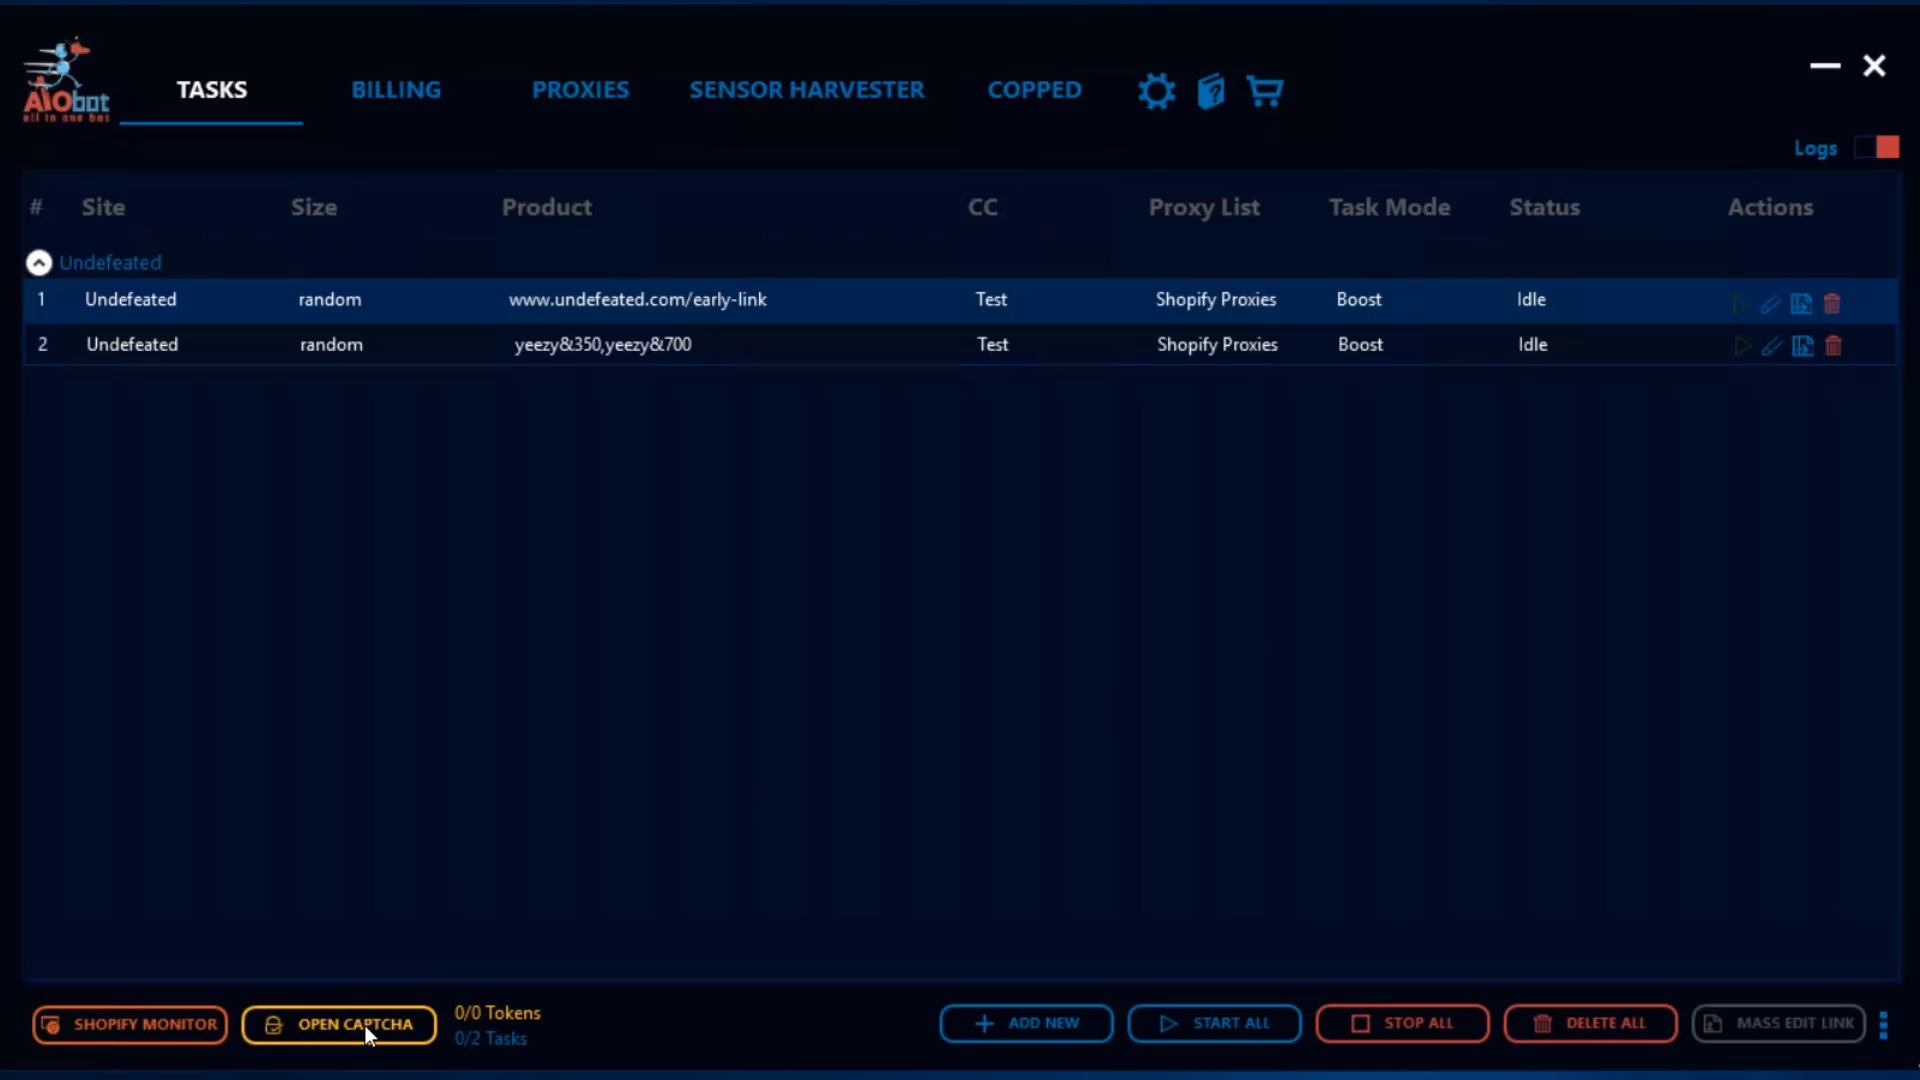 AIObot
all in one bot
TASKS BILLING PROXIES SENSOR HARVESTER COPPED
Logs
# Site Size Product CC Proxy List Task Mode Status Actions
Undefeated
1 Undefeated random www.undefeated.com/early-link Test Shopify Proxies Boost Idle
2 Undefeated random yeezy&350,yeezy&700 Test Shopify Proxies Boost Idle
SHOPIFY MONITOR OPEN CAPTCHA 0/0 Tokens
0/2 Tasks
ADD NEW START ALL STOP ALL DELETE ALL MASS EDIT LINK